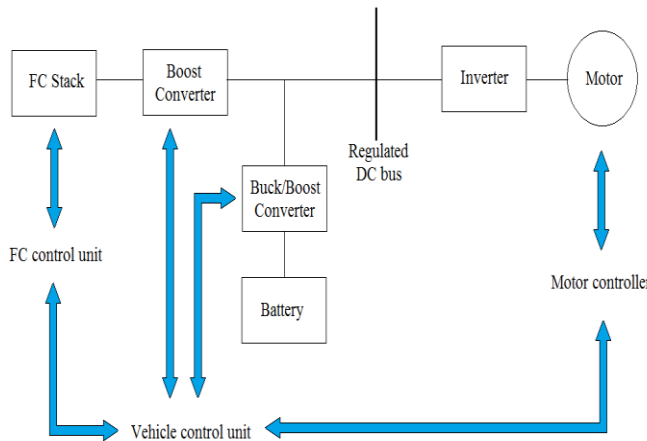 FC Stack
Boost
Converter
Inverter
Motor
Regulated
DC bus
Buck/Boost
Converter
FC control unit
Battery
Motor controller
Vehicle control unit